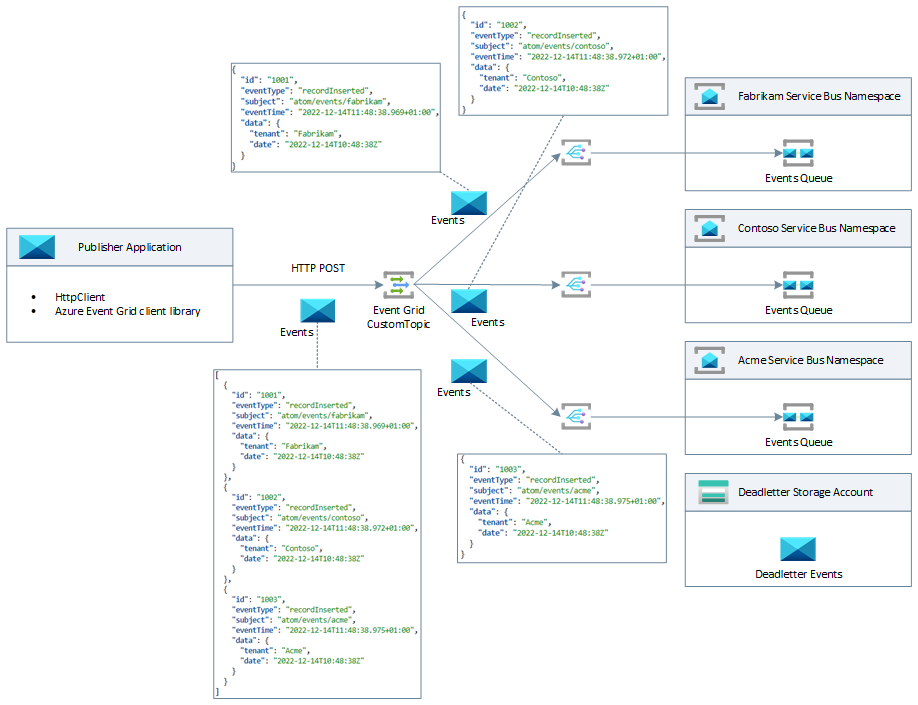 {
"id": "1002",
"eventType": "recordInserted",
"subject": "atom/events/contoso",
"eventTime": "2022-12-14T11:48:38.972+01:00",
"data": {
"tenant": "Contoso",
"date": "2022-12-14T10:48:38Z"
}
}
{
"id": "1001",
"eventType": "recordInserted",
"subject": "atom/events/fabrikam",
"eventTime": "2022-12-14T11:48:38.969+01:00",
"data": {
"tenant": "Fabrikam",
"date": "2022-12-14T10:48:38Z"
}
}
Fabrikam Service Bus Namespace
Events Queue
Events
Publisher Application
• HttpClient
• Azure Event Grid client library
HTTP POST
Events
Event Grid
CustomTopic
Events
Contoso Service Bus Namespace
Events Queue
Events
Acme Service Bus Namespace
Events Queue
[
{
"id": "1001",
"eventType": "recordInserted",
"subject": "atom/events/fabrikam",
"eventTime": "2022-12-14T11:48:38.969+01:00",
"data": {
"tenant": "Fabrikam",
"date": "2022-12-14T10:48:38Z"
}
},
{
"id": "1002",
"eventType": "recordInserted",
"subject": "atom/events/contoso",
"eventTime": "2022-12-14T11:48:38.972+01:00",
"data": {
"tenant": "Contoso",
"date": "2022-12-14T10:48:38Z"
}
},
{
"id": "1003",
"eventType": "recordInserted",
"subject": "atom/events/acme",
"eventTime": "2022-12-14T11:48:38.975+01:00",
"data": {
"tenant": "Acme",
"date": "2022-12-14T10:48:38Z"
}
}
]
{
"id": "1003",
"eventType": "recordInserted",
"subject": "atom/events/acme",
"eventTime": "2022-12-14T11:48:38.975+01:00",
"data": {
"tenant": "Acme",
"date": "2022-12-14T10:48:38Z"
}
}
Deadletter Storage Account
Deadletter Events